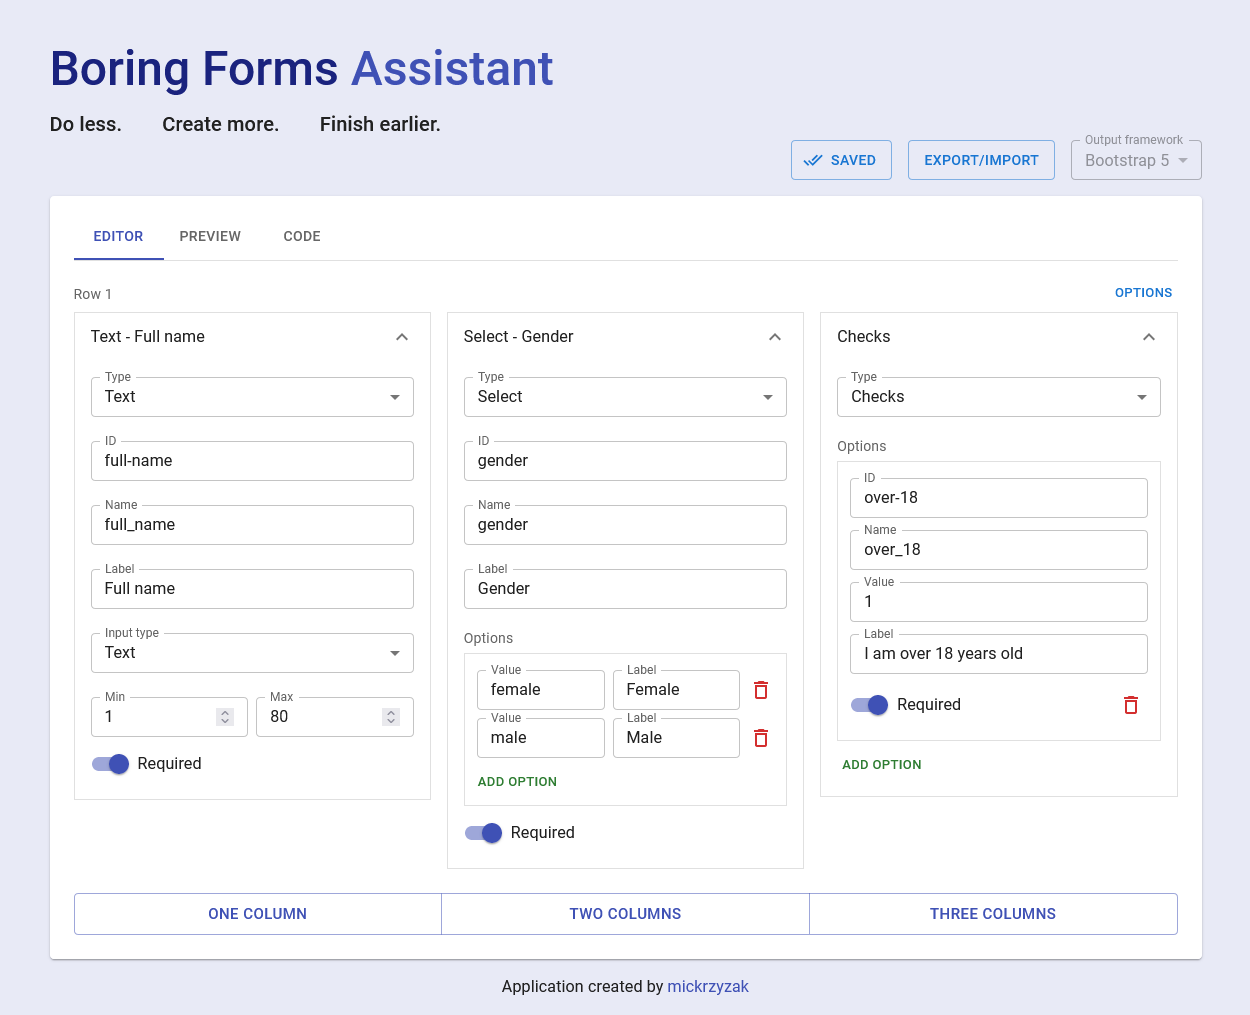 Boring Forms Assistant
Do less. Create more. Finish earlier.
SAVED
EXPORT/IMPORT
Output framework
Bootstrap 5
EDITOR PREVIEW CODE
Row 1
OPTIONS
Text - Full name
Type
Text
ID
full-name
Name
full_name
Label
Full name
Input type
Text
Min
1
Max
80
Required
Select - Gender
Type
Select
ID
gender
Name
gender
Label
Gender
Options
Value
female
Label
Female
Value
male
Label
Male
ADD OPTION
Required
Checks
Type
Checks
Options
ID
over-18
Name
over_18
Value
1
Label
I am over 18 years old
Required
ADD OPTION
ONE COLUMN
TWO COLUMNS
THREE COLUMNS
Application created by mickrzyzak